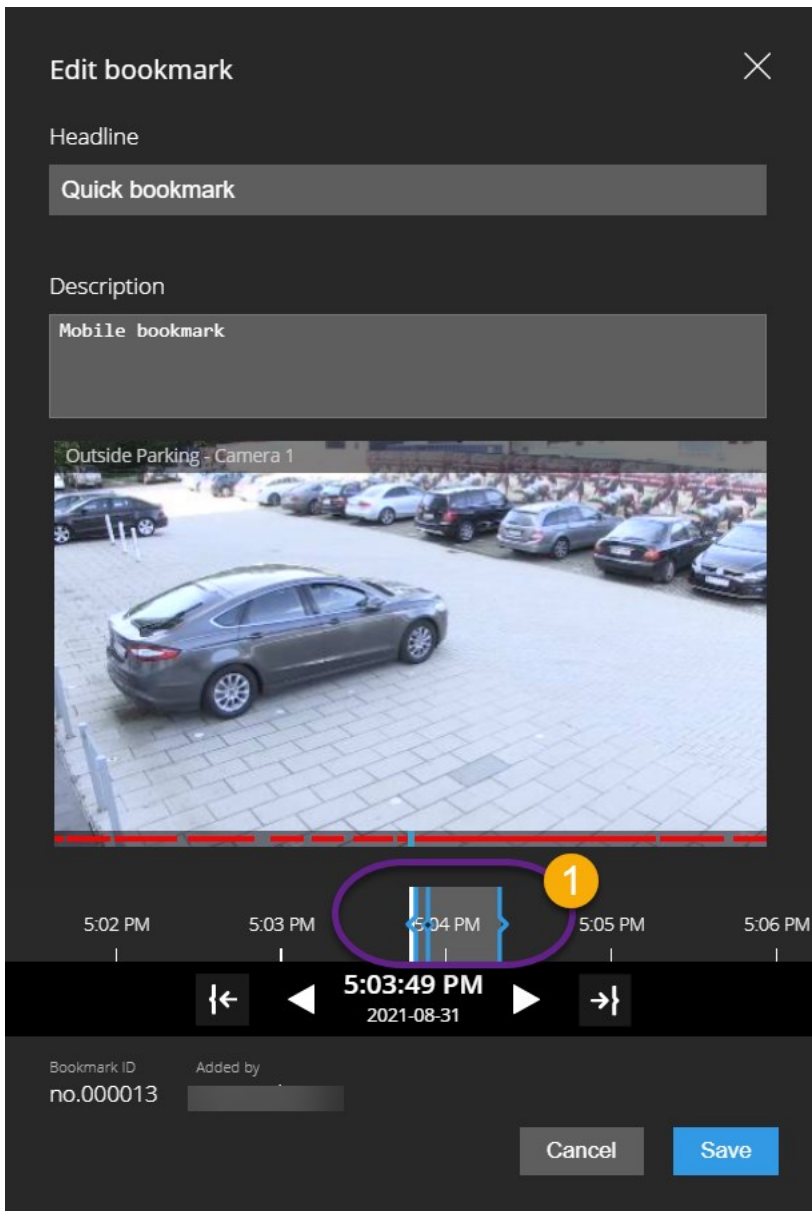 Edit bookmark
Headline
Quick bookmark
Description
Mobile bookmark
Outside Parking - Camera 1
1
5:02 PM 5:03 PM 5:04 PM 5:05 PM 5:06 PM
5:03:49 PM
2021-08-31
Bookmark ID Added by
no.000013
Cancel Save